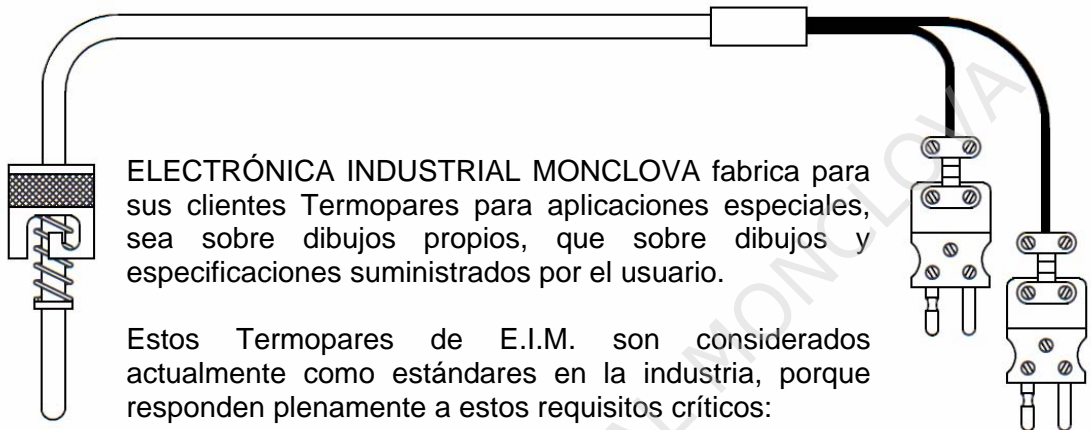 ELECTRÓNICA INDUSTRIAL MONCLOVA fabrica para
sus clientes Termopares para aplicaciones especiales,
sea sobre dibujos propios, que sobre dibujos y
especificaciones suministrados por el usuario.
Estos Termopares de E.I.M. son considerados
actualmente como estándares en la industria, porque
responden plenamente a estos requisitos críticos:
L MONCLOVA